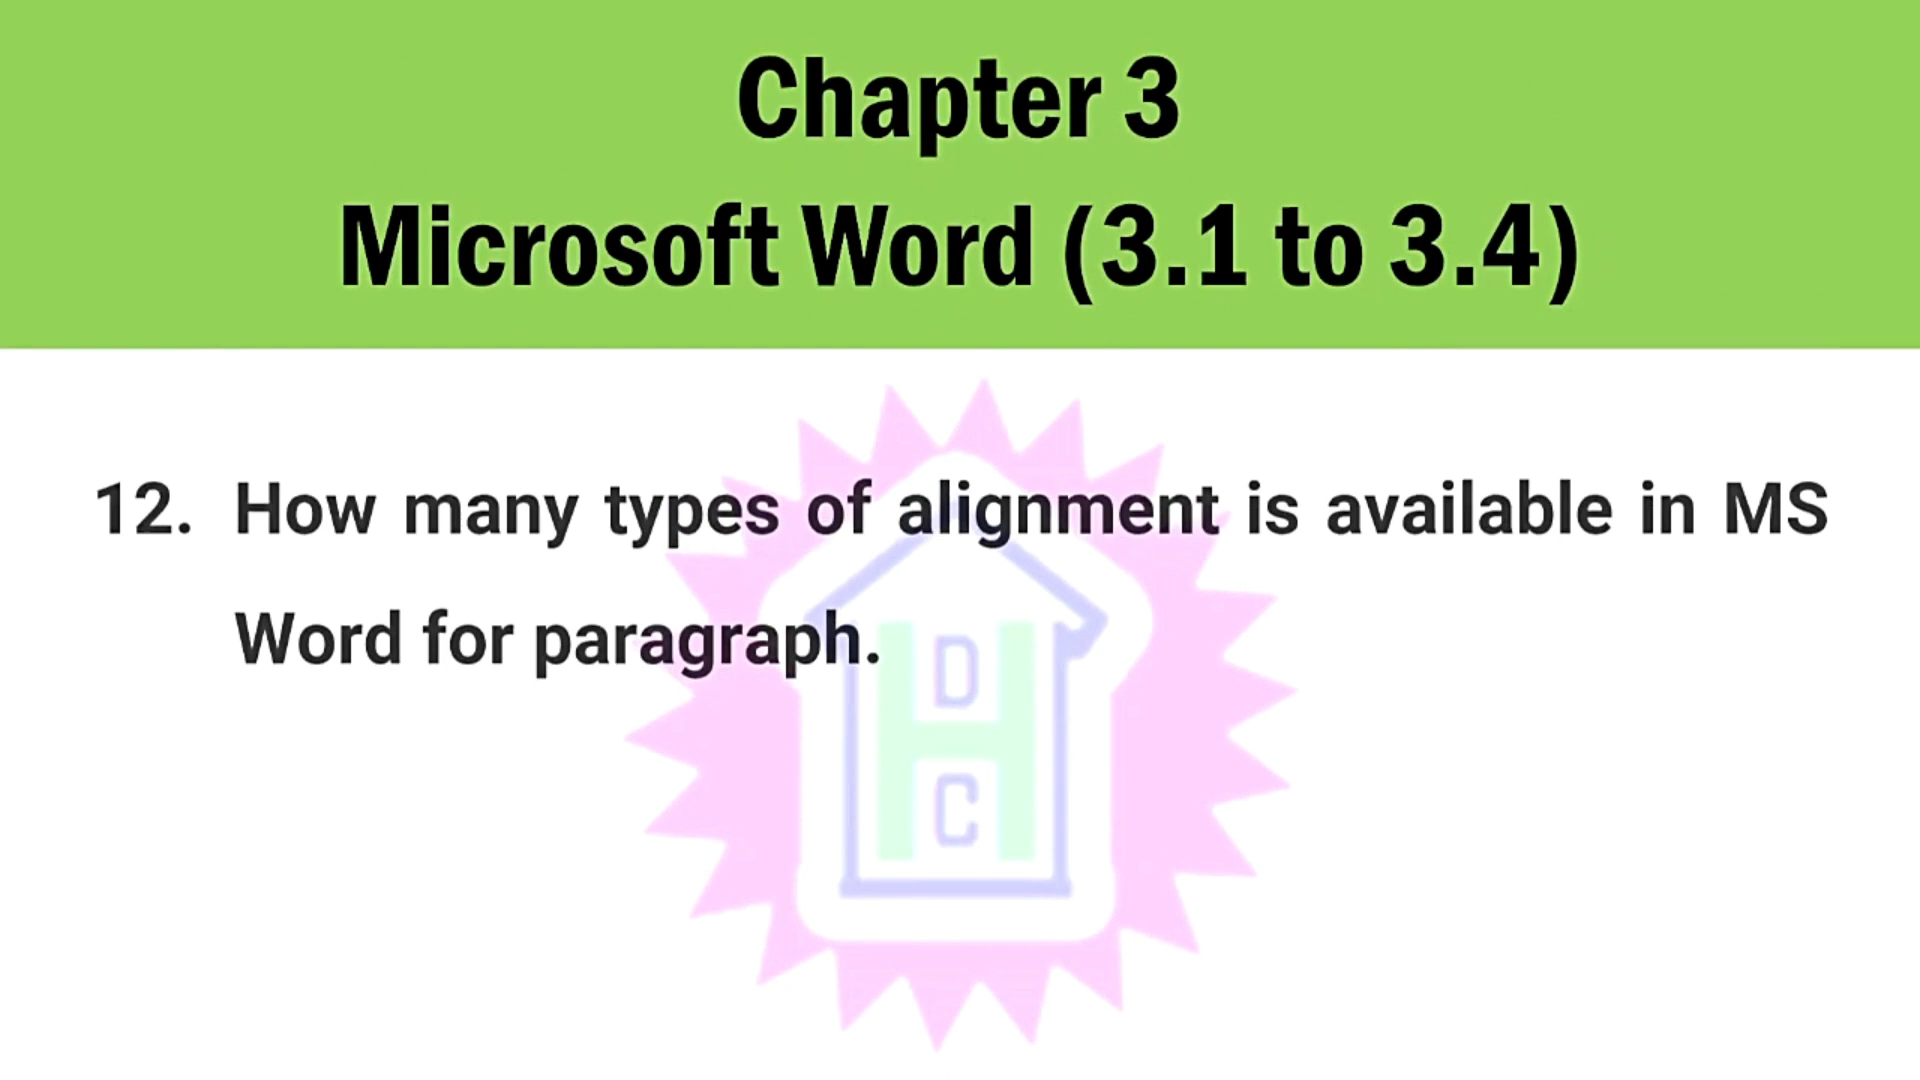 Chapter 3
Microsoft Word (3.1 to 3.4)
12. How many types of alignment is available in MS
Word for paragraph.
D
H
C